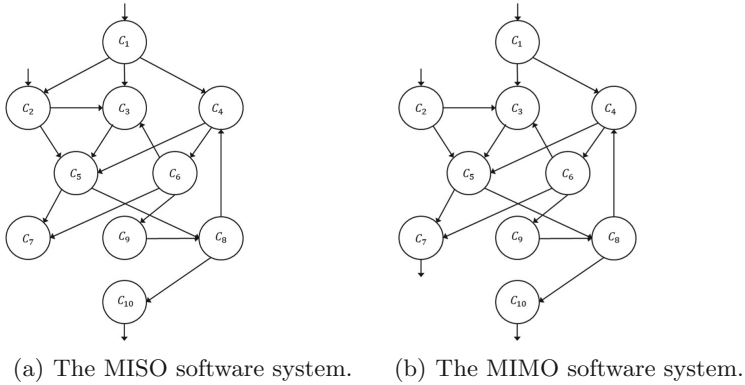 C₁ C₁
C₂ C₃ C₄ C₂ C₃ C₄
C₅ C₆ C₅ C₆
C₇ C₉ C₈ C₇ C₉ C₈
C₁₀ C₁₀
(a) The MISO software system. (b) The MIMO software system.